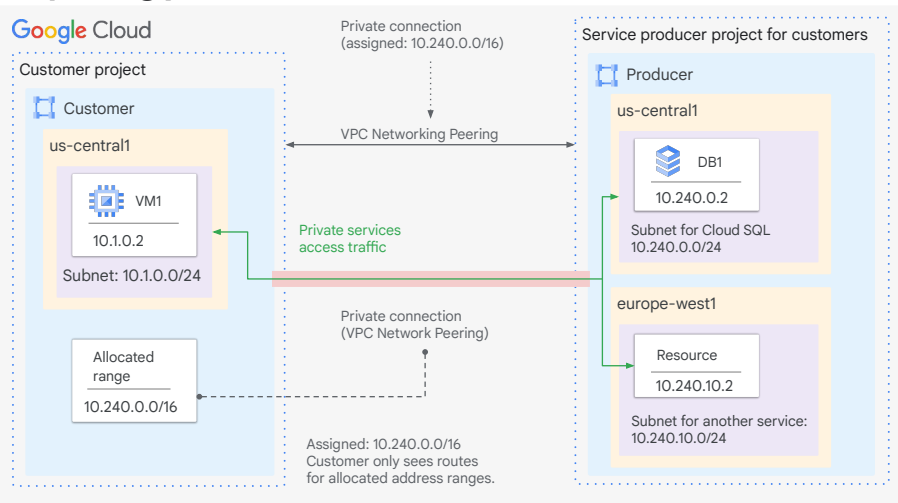 Google Cloud
Private connection
(assigned: 10.240.0.0/16)
VPC Networking Peering
Customer project
Customer
us-central1
VM1
10.1.0.2
Subnet: 10.1.0.0/24
Allocated
range
10.240.0.0/16
Private services
access traffic
Private connection
(VPC Network Peering)
Assigned: 10.240.0.0/16
Customer only sees routes
for allocated address ranges.
Service producer project for customers
Producer
us-central1
DB1
10.240.0.2
Subnet for Cloud SQL
10.240.0.0/24
europe-west1
Resource
10.240.10.2
Subnet for another service:
10.240.10.0/24